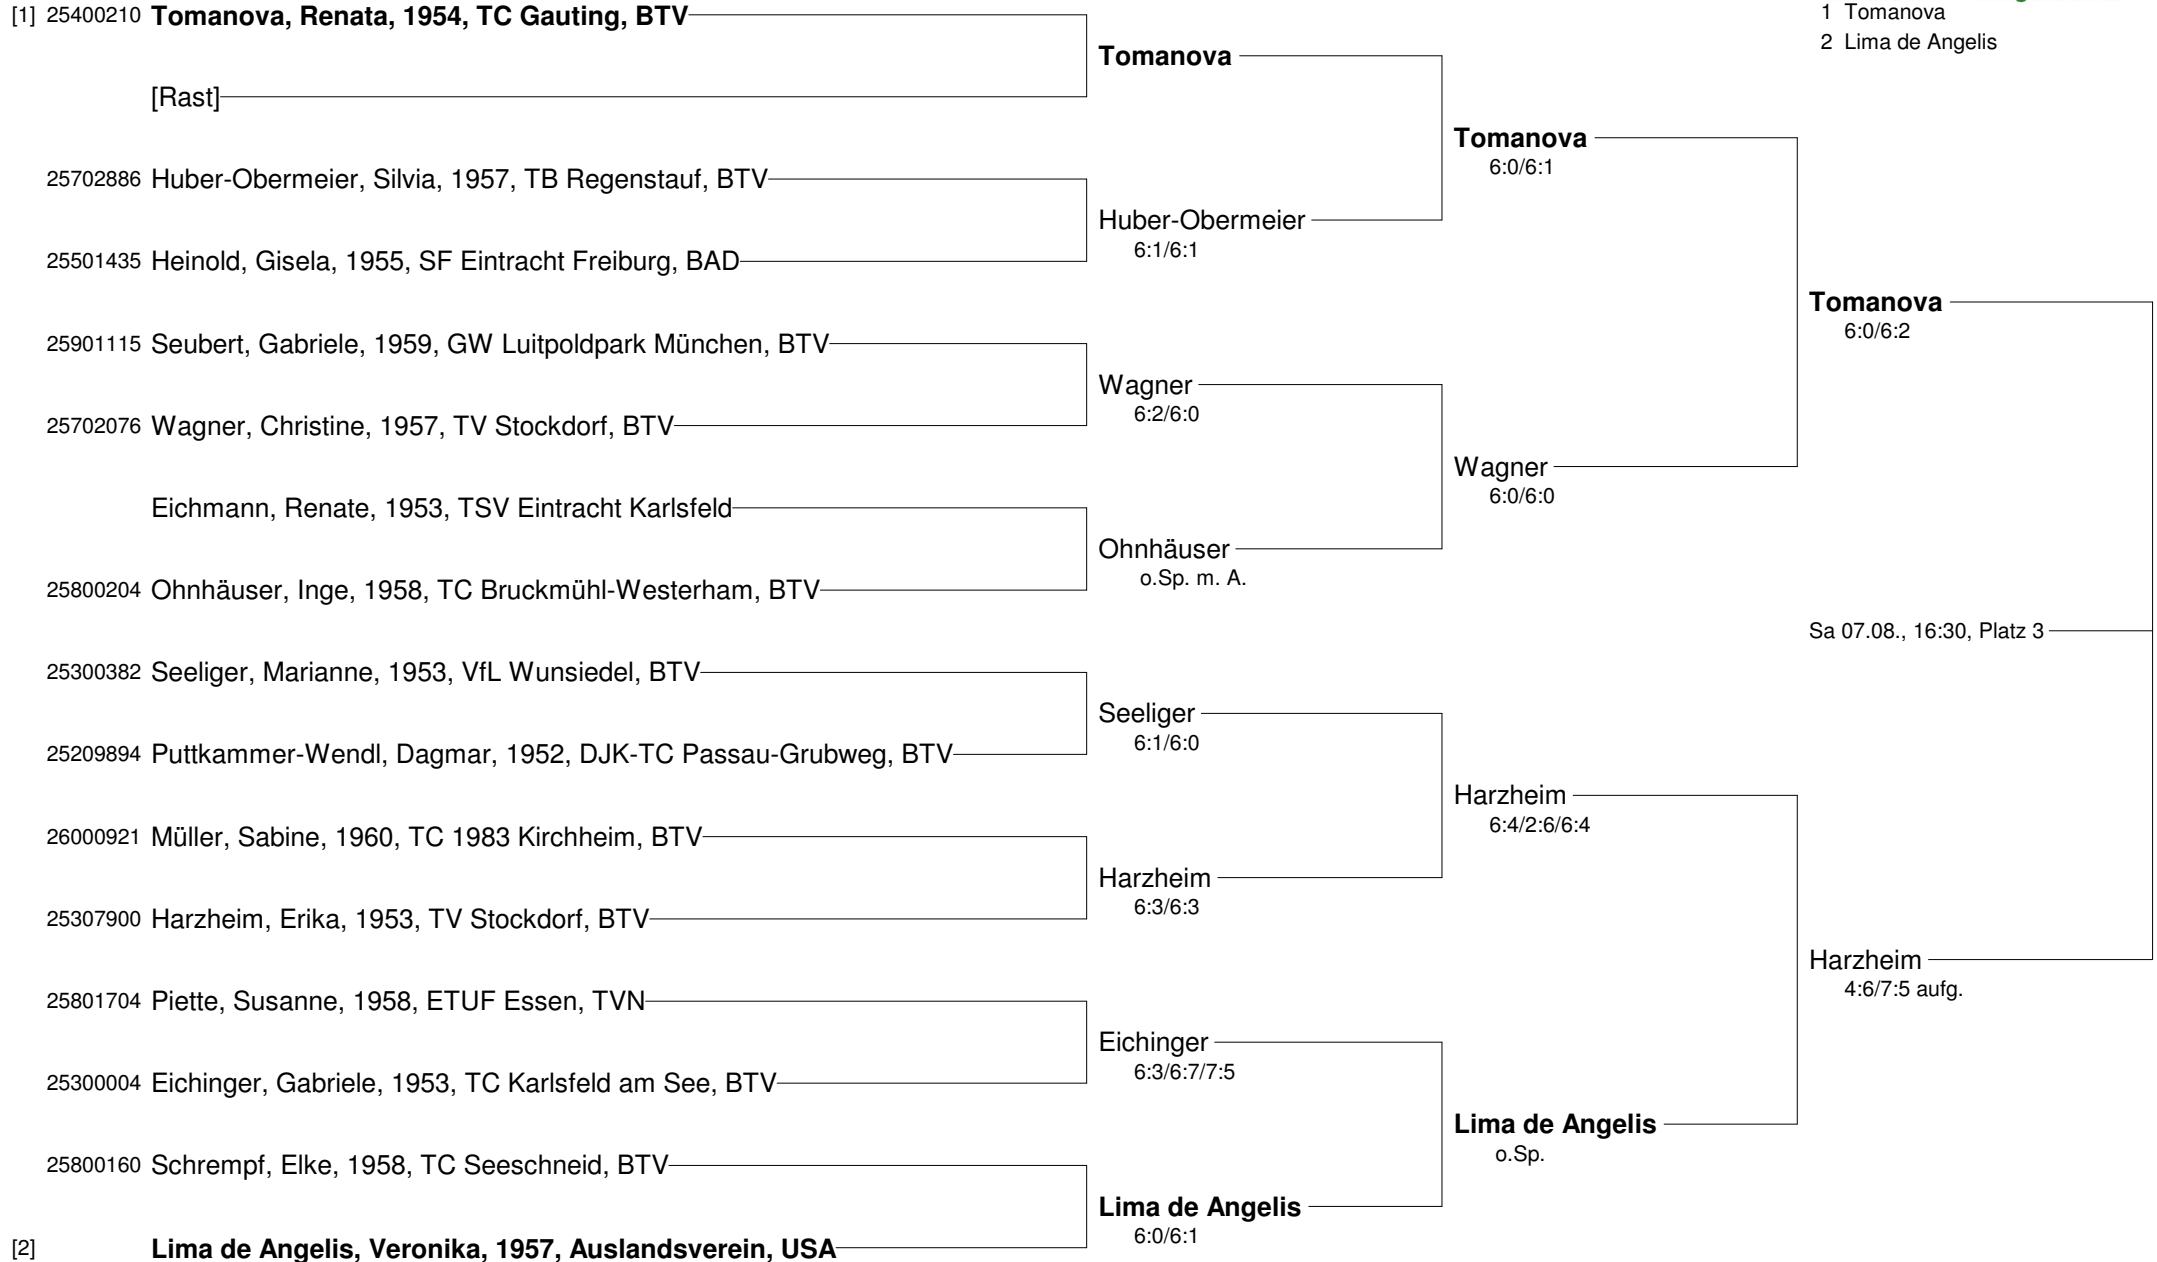 [1] 25400210 Tomanova, Renata, 1954, TC Gauting, BTV
1 Tomanova
2 Lima de Angelis
Tomanova
[Rast]
Tomanova
6:0/6:1
25702886 Huber-Obermeier, Silvia, 1957, TB Regenstauf, BTV
Huber-Obermeier
6:1/6:1
25501435 Heinold, Gisela, 1955, SF Eintracht Freiburg, BAD
Tomanova
6:0/6:2
25901115 Seubert, Gabriele, 1959, GW Luitpoldpark München, BTV
Wagner
6:2/6:0
25702076 Wagner, Christine, 1957, TV Stockdorf, BTV
Wagner
6:0/6:0
Eichmann, Renate, 1953, TSV Eintracht Karlsfeld
Ohnhäuser
o.Sp. m. A.
25800204 Ohnhäuser, Inge, 1958, TC Bruckmühl-Westerham, BTV
Sa 07.08., 16:30, Platz 3
25300382 Seeliger, Marianne, 1953, VfL Wunsiedel, BTV
Seeliger
6:1/6:0
25209894 Puttkammer-Wendl, Dagmar, 1952, DJK-TC Passau-Grubweg, BTV
Harzheim
6:4/2:6/6:4
26000921 Müller, Sabine, 1960, TC 1983 Kirchheim, BTV
Harzheim
6:3/6:3
25307900 Harzheim, Erika, 1953, TV Stockdorf, BTV
Harzheim
4:6/7:5 aufg.
25801704 Piette, Susanne, 1958, ETUF Essen, TVN
Eichinger
6:3/6:7/7:5
25300004 Eichinger, Gabriele, 1953, TC Karlsfeld am See, BTV
Lima de Angelis
o.Sp.
25800160 Schrempf, Elke, 1958, TC Seeschneid, BTV
Lima de Angelis
6:0/6:1
[2] Lima de Angelis, Veronika, 1957, Auslandsverein, USA